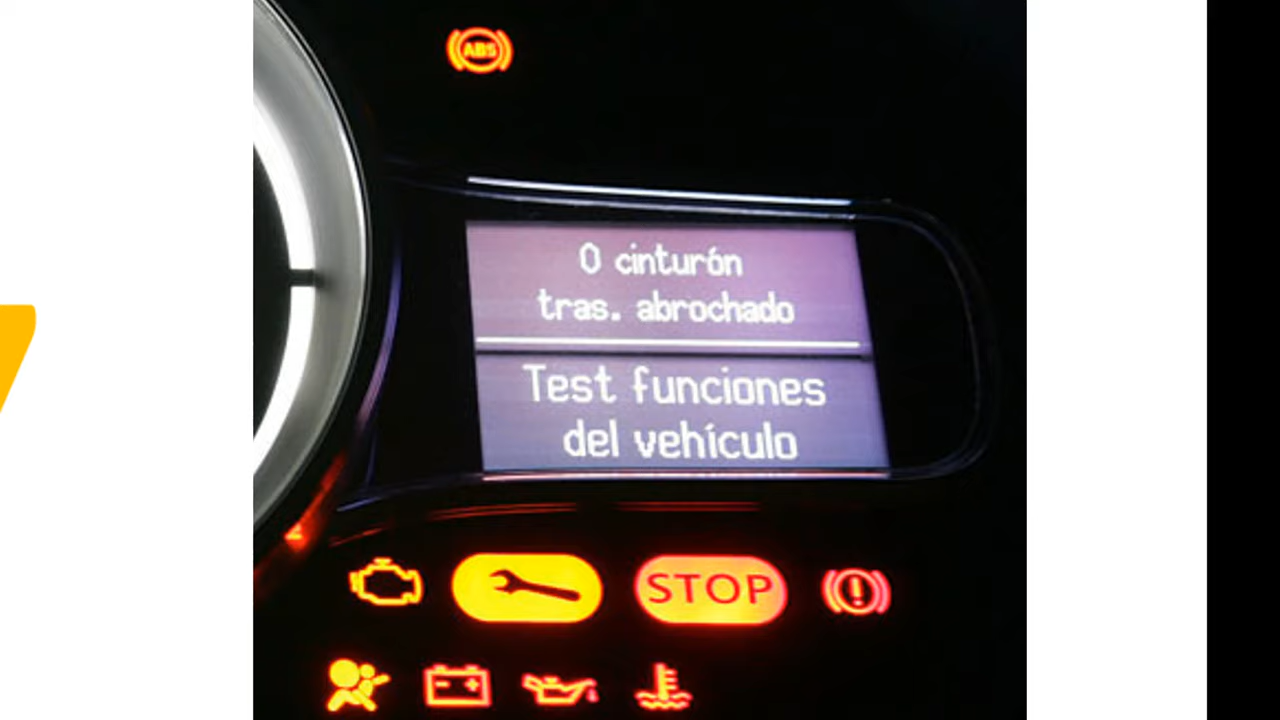 ABS
0 cinturón
tras. abrochado
Test funciones
del vehículo
STOP